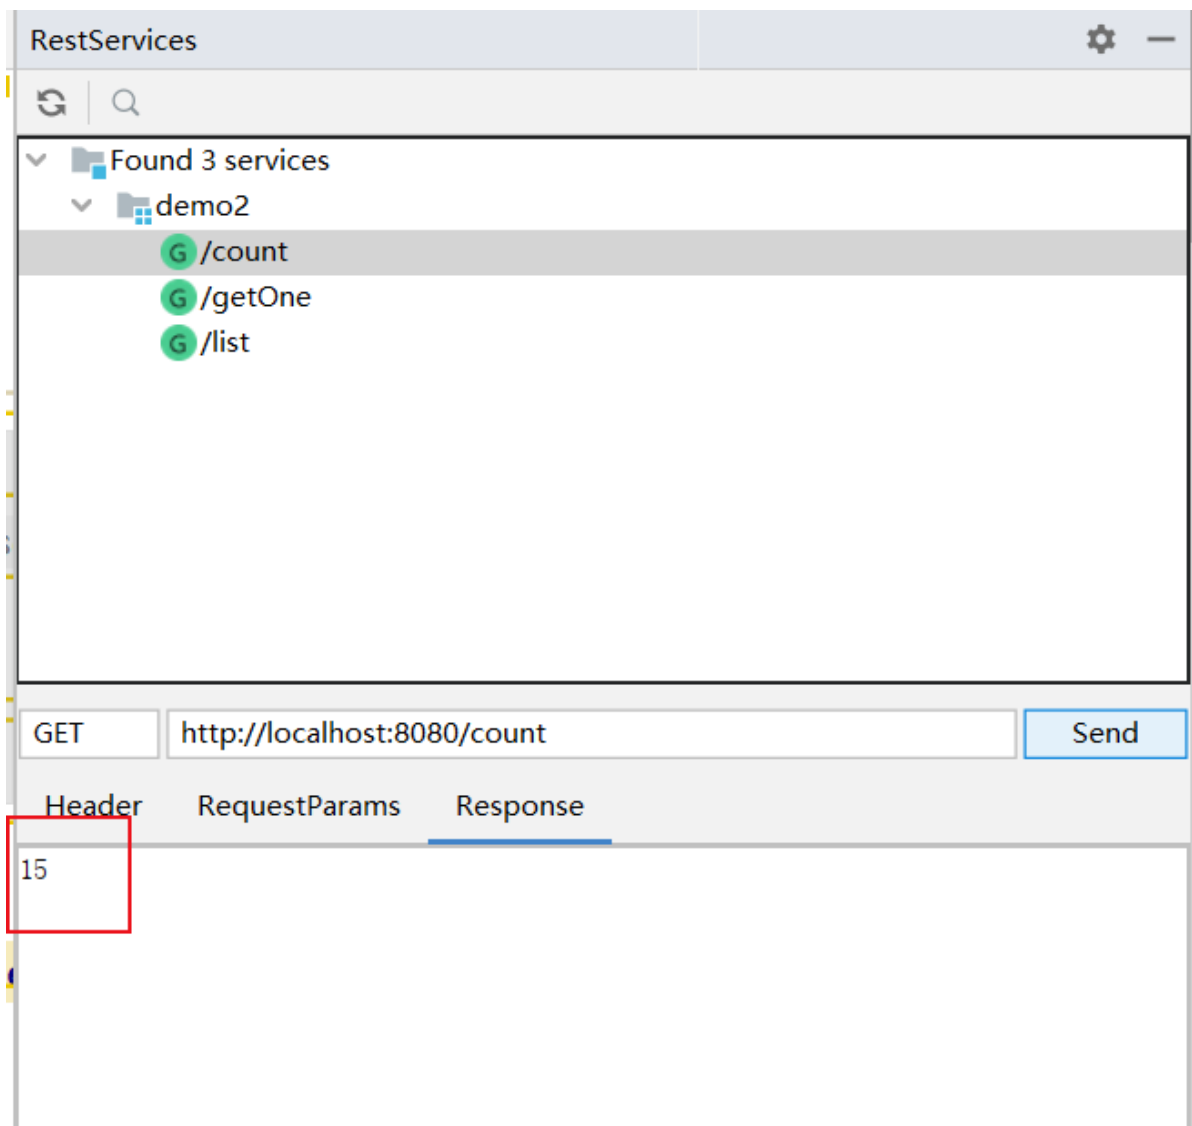 RestServices
Found 3 services
demo2
G /count
G /getOne
G /list
GET http://localhost:8080/count Send
Header RequestParams Response
15